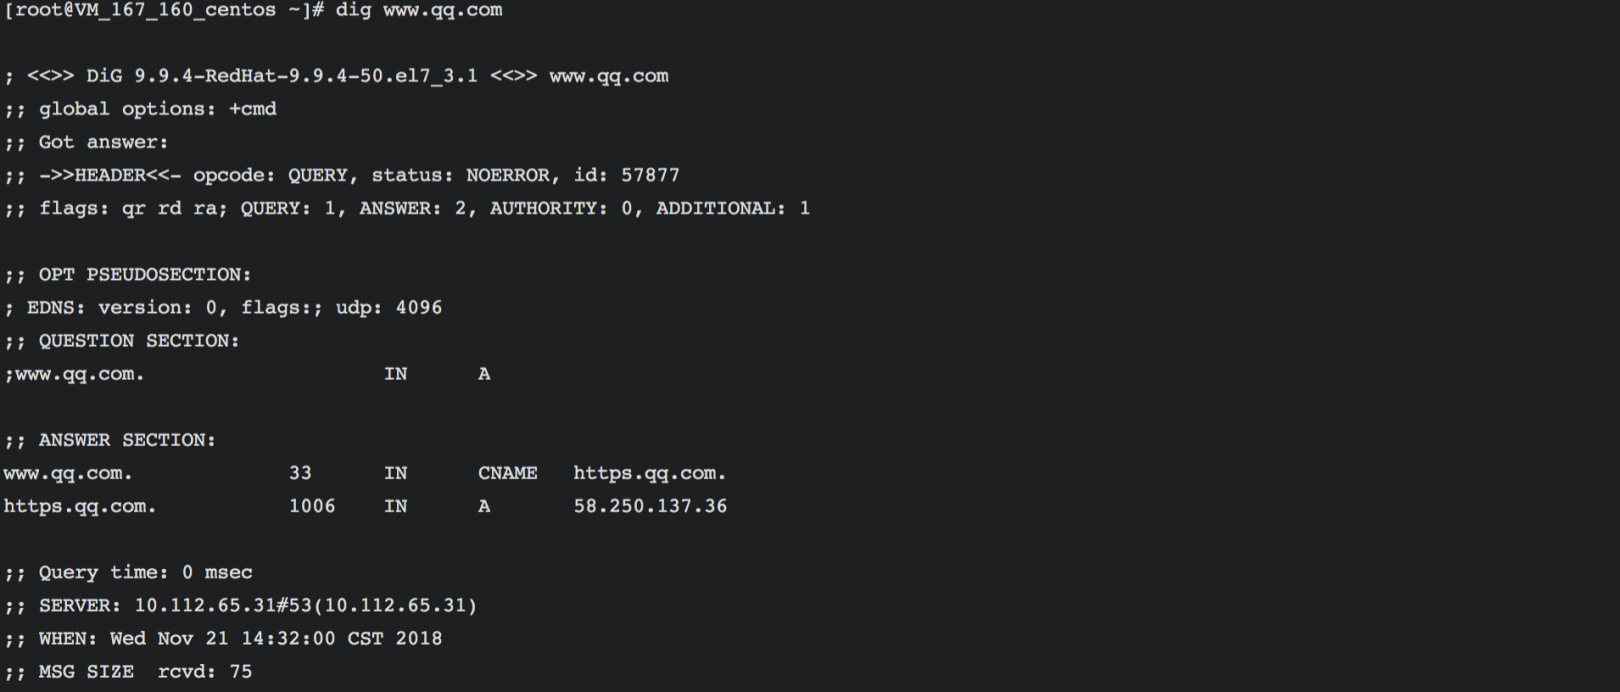 [root@VM_167_160_centos ~]# dig www.qq.com
; <<>> DiG 9.9.4-RedHat-9.9.4-50.el7_3.1 <<>> www.qq.com
;; global options: +cmd
;; Got answer:
;; ->>HEADER<<- opcode: QUERY, status: NOERROR, id: 57877
;; flags: qr rd ra; QUERY: 1, ANSWER: 2, AUTHORITY: 0, ADDITIONAL: 1
;; OPT PSEUDOSECTION:
; EDNS: version: 0, flags:; udp: 4096
;; QUESTION SECTION:
;www.qq.com. IN A
;; ANSWER SECTION:
www.qq.com. 33 IN CNAME https.qq.com.
https.qq.com. 1006 IN A 58.250.137.36
;; Query time: 0 msec
;; SERVER: 10.112.65.31#53(10.112.65.31)
;; WHEN: Wed Nov 21 14:32:00 CST 2018
;; MSG SIZE  rcvd: 75